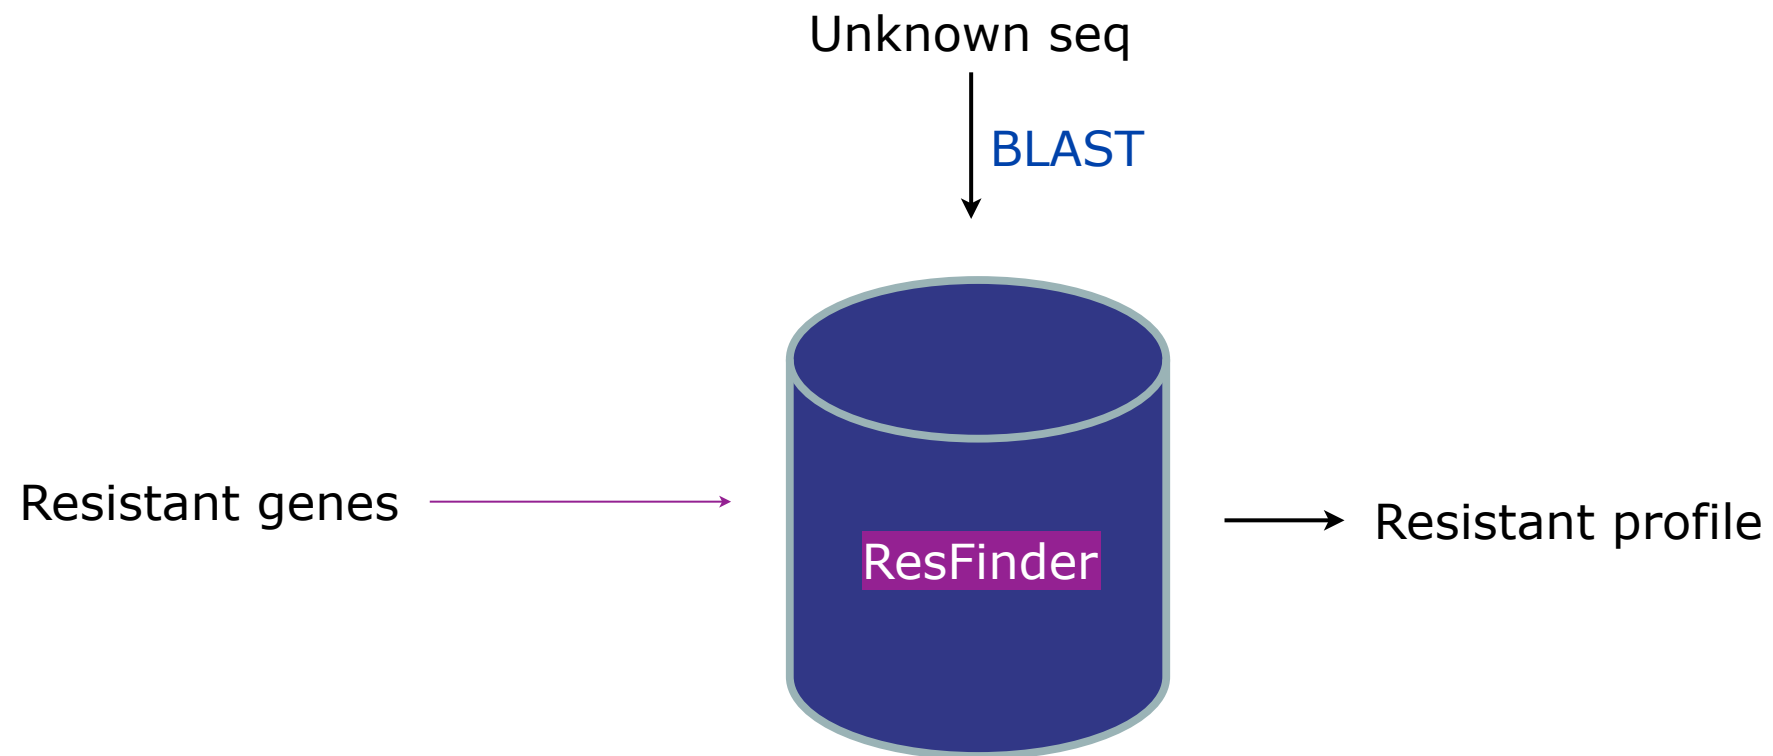 Unknown seq
BLAST
Resistant genes
ResFinder
Resistant profile